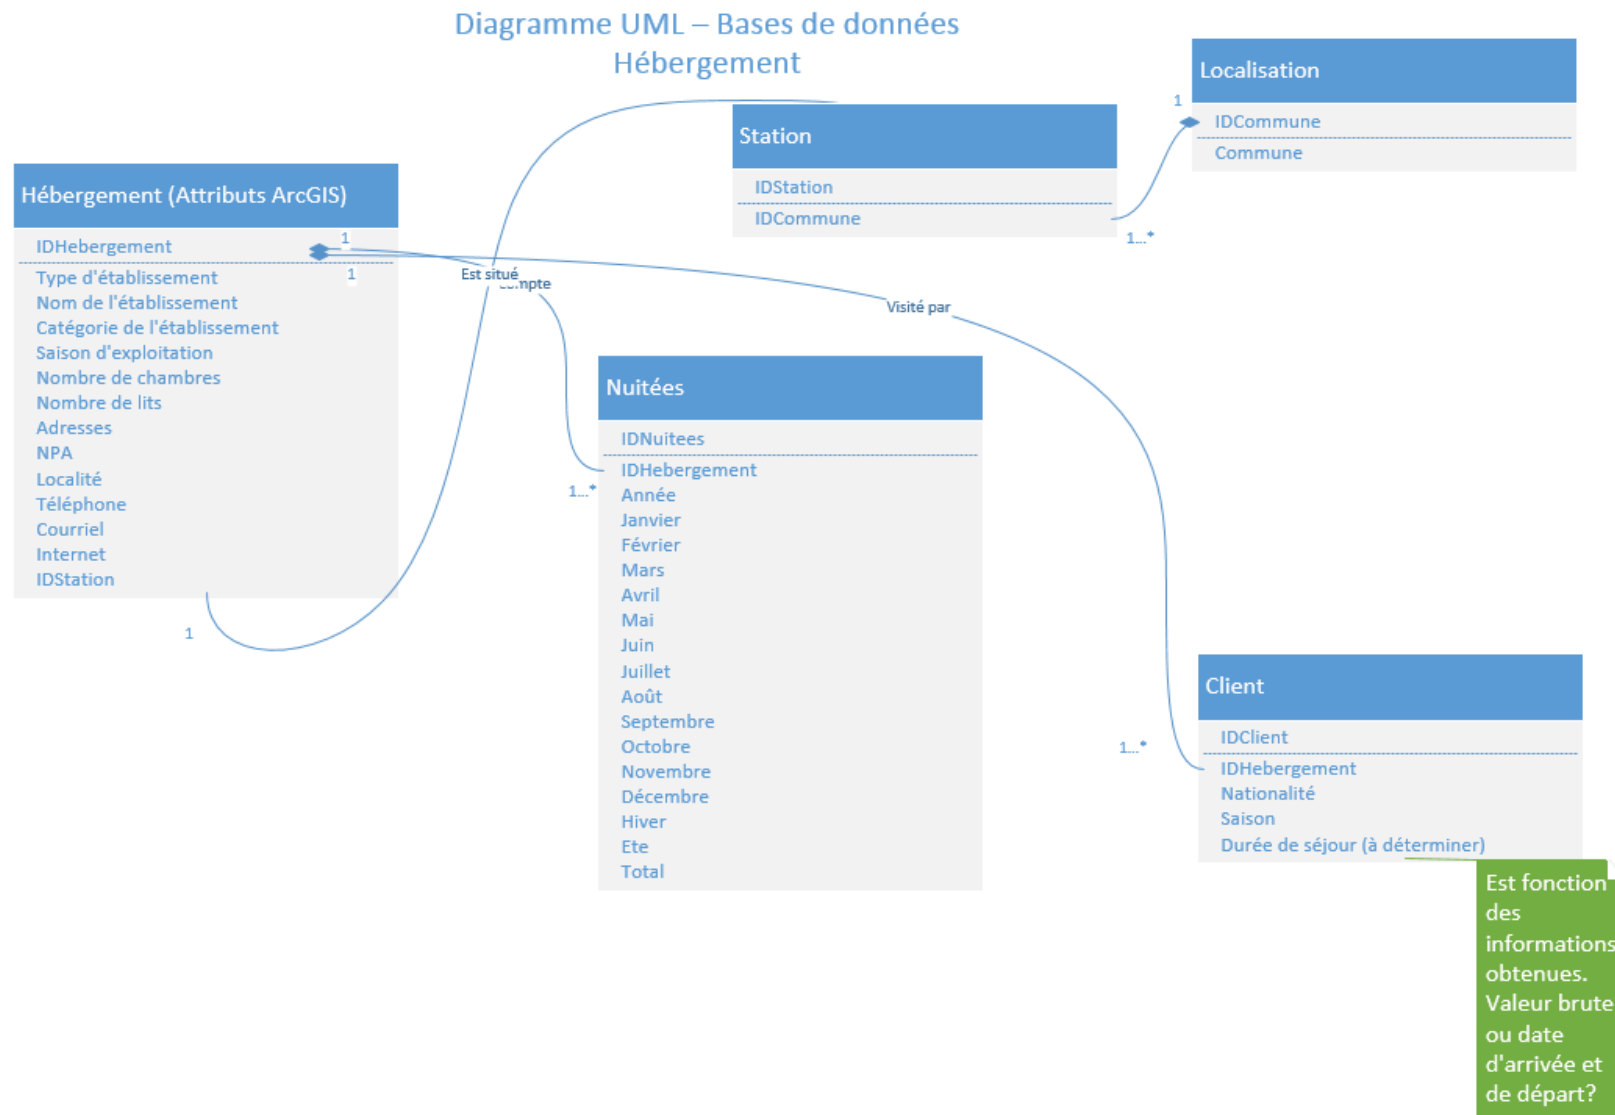 Diagramme UML – Bases de données
Hébergement
Localisation
1
IDCommune
Commune
Station
IDStation
IDCommune
1...*
Hébergement (Attributs ArcGIS)
IDHebergement
1
1
Type d'établissement
Nom de l'établissement
Catégorie de l'établissement
Saison d'exploitation
Nombre de chambres
Nombre de lits
Adresses
NPA
Localité
Téléphone
Courriel
Internet
IDStation
1
Est situé
Visité par
Nuitées
IDNuitees
IDHebergement
1...*
Année
Janvier
Février
Mars
Avril
Mai
Juin
Juillet
Août
Septembre
Octobre
Novembre
Décembre
Hiver
Ete
Total
Client
IDClient
1...*
IDHebergement
Nationalité
Saison
Durée de séjour (à déterminer)
Est fonction
des
informations
obtenues.
Valeur brute
ou date
d'arrivée et
de départ?